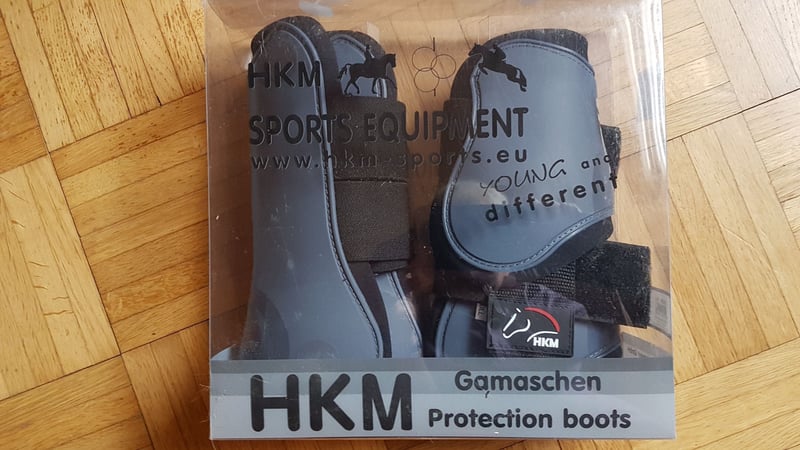 HKM
SPORTS EQUIPMENT
www.hkm-sports.eu
YOUNG and
different
HKM
HKM
Gamaschen
Protection boots